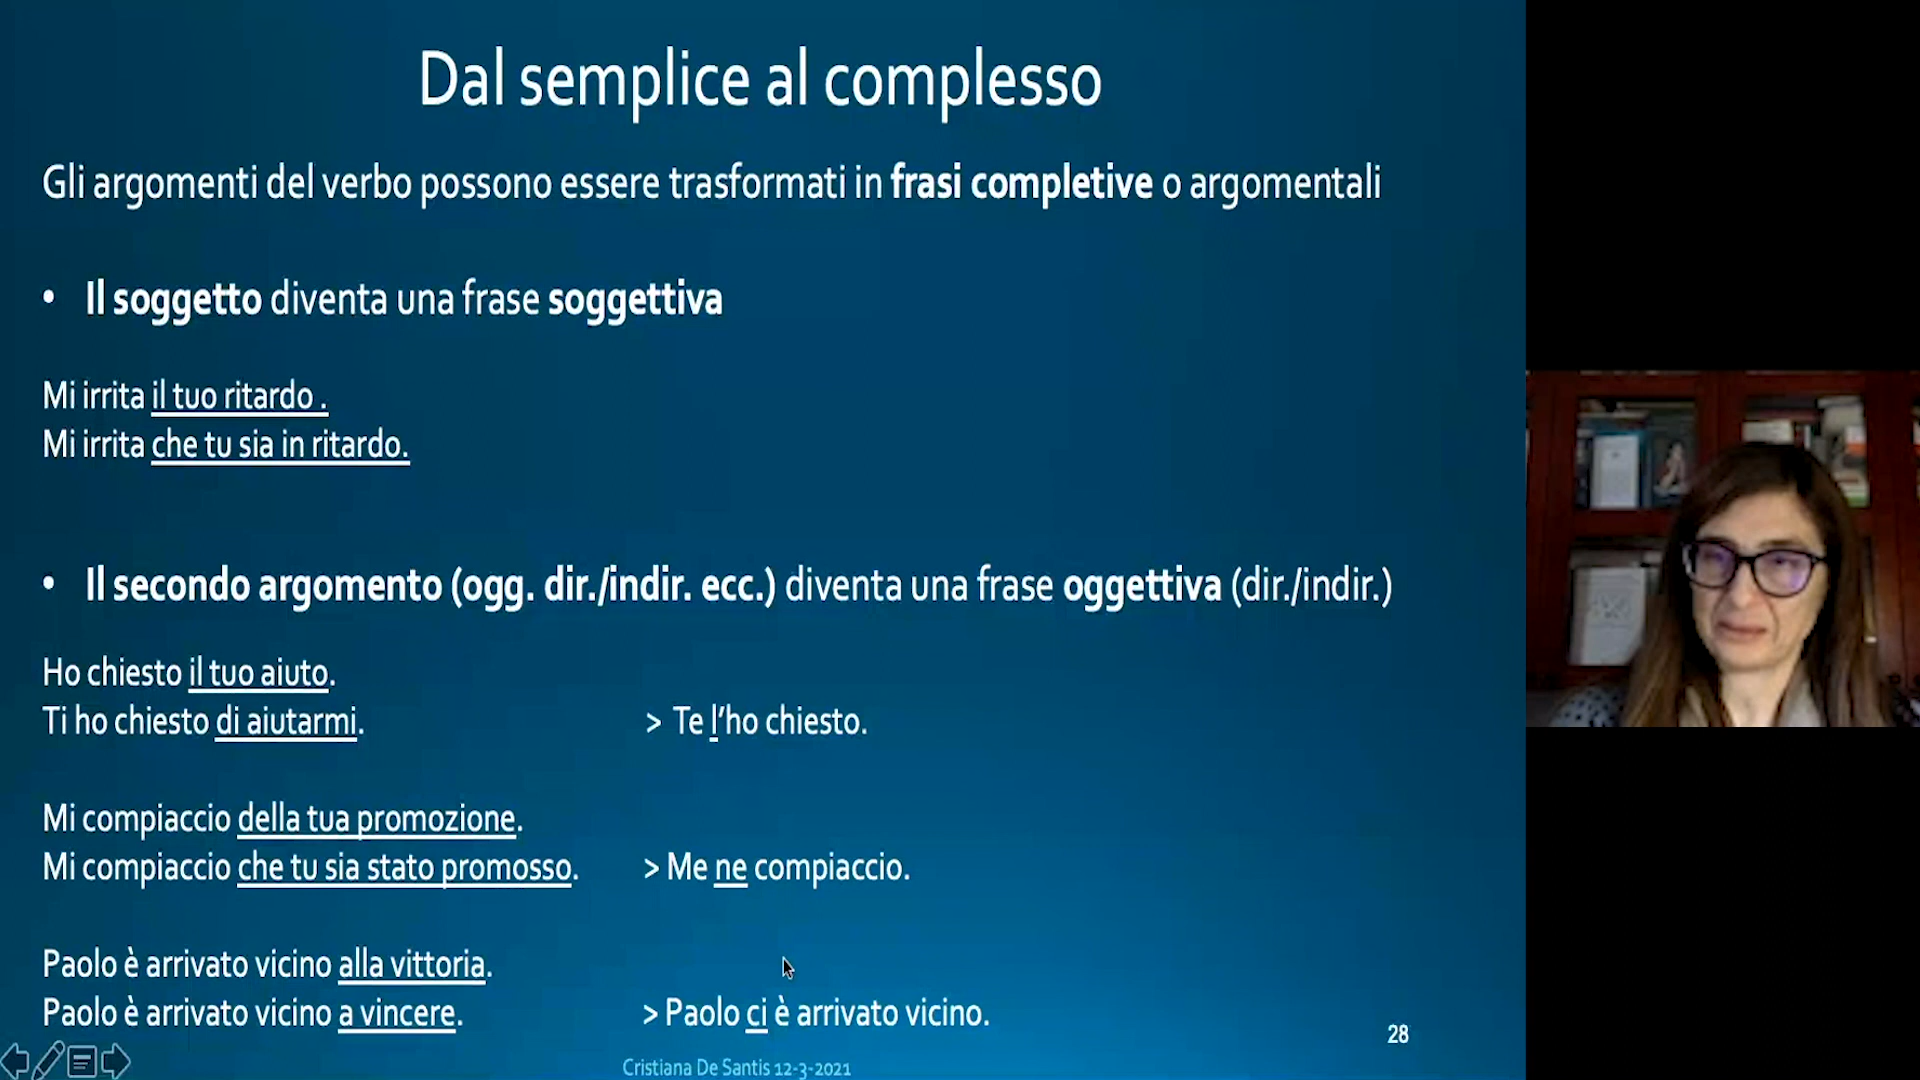 Dal semplice al complesso
Gli argomenti del verbo possono essere trasformati in frasi completive o argomentali
• Il soggetto diventa una frase soggettiva
Mi irrita il tuo ritardo .
Mi irrita che tu sia in ritardo.
• Il secondo argomento (ogg. dir./indir. ecc.) diventa una frase oggettiva (dir./indir.)
Ho chiesto il tuo aiuto.
Ti ho chiesto di aiutarmi. > Te l’ho chiesto.
Mi compiaccio della tua promozione.
Mi compiaccio che tu sia stato promosso. > Me ne compiaccio.
Paolo è arrivato vicino alla vittoria.
Paolo è arrivato vicino a vincere. > Paolo ci è arrivato vicino.
28
Cristiana De Santis 12-3-2021